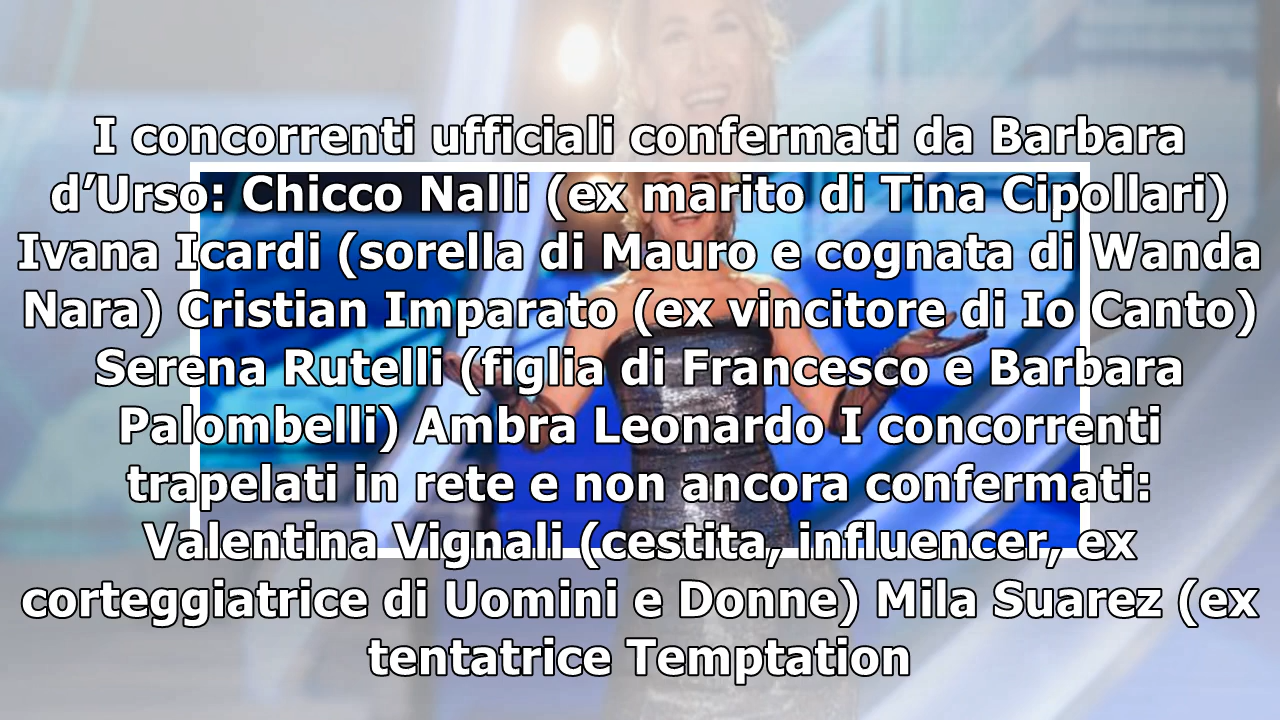 I concorrenti ufficiali confermati da Barbara
d’Urso: Chicco Nalli (ex marito di Tina Cipollari)
Ivana Icardi (sorella di Mauro e cognata di Wanda
Nara) Cristian Imparato (ex vincitore di Io Canto)
Serena Rutelli (figlia di Francesco e Barbara
Palombelli) Ambra Leonardo I concorrenti
trapelati in rete e non ancora confermati:
Valentina Vignali (cestita, influencer, ex
corteggiatrice di Uomini e Donne) Mila Suarez (ex
tentatrice Temptation